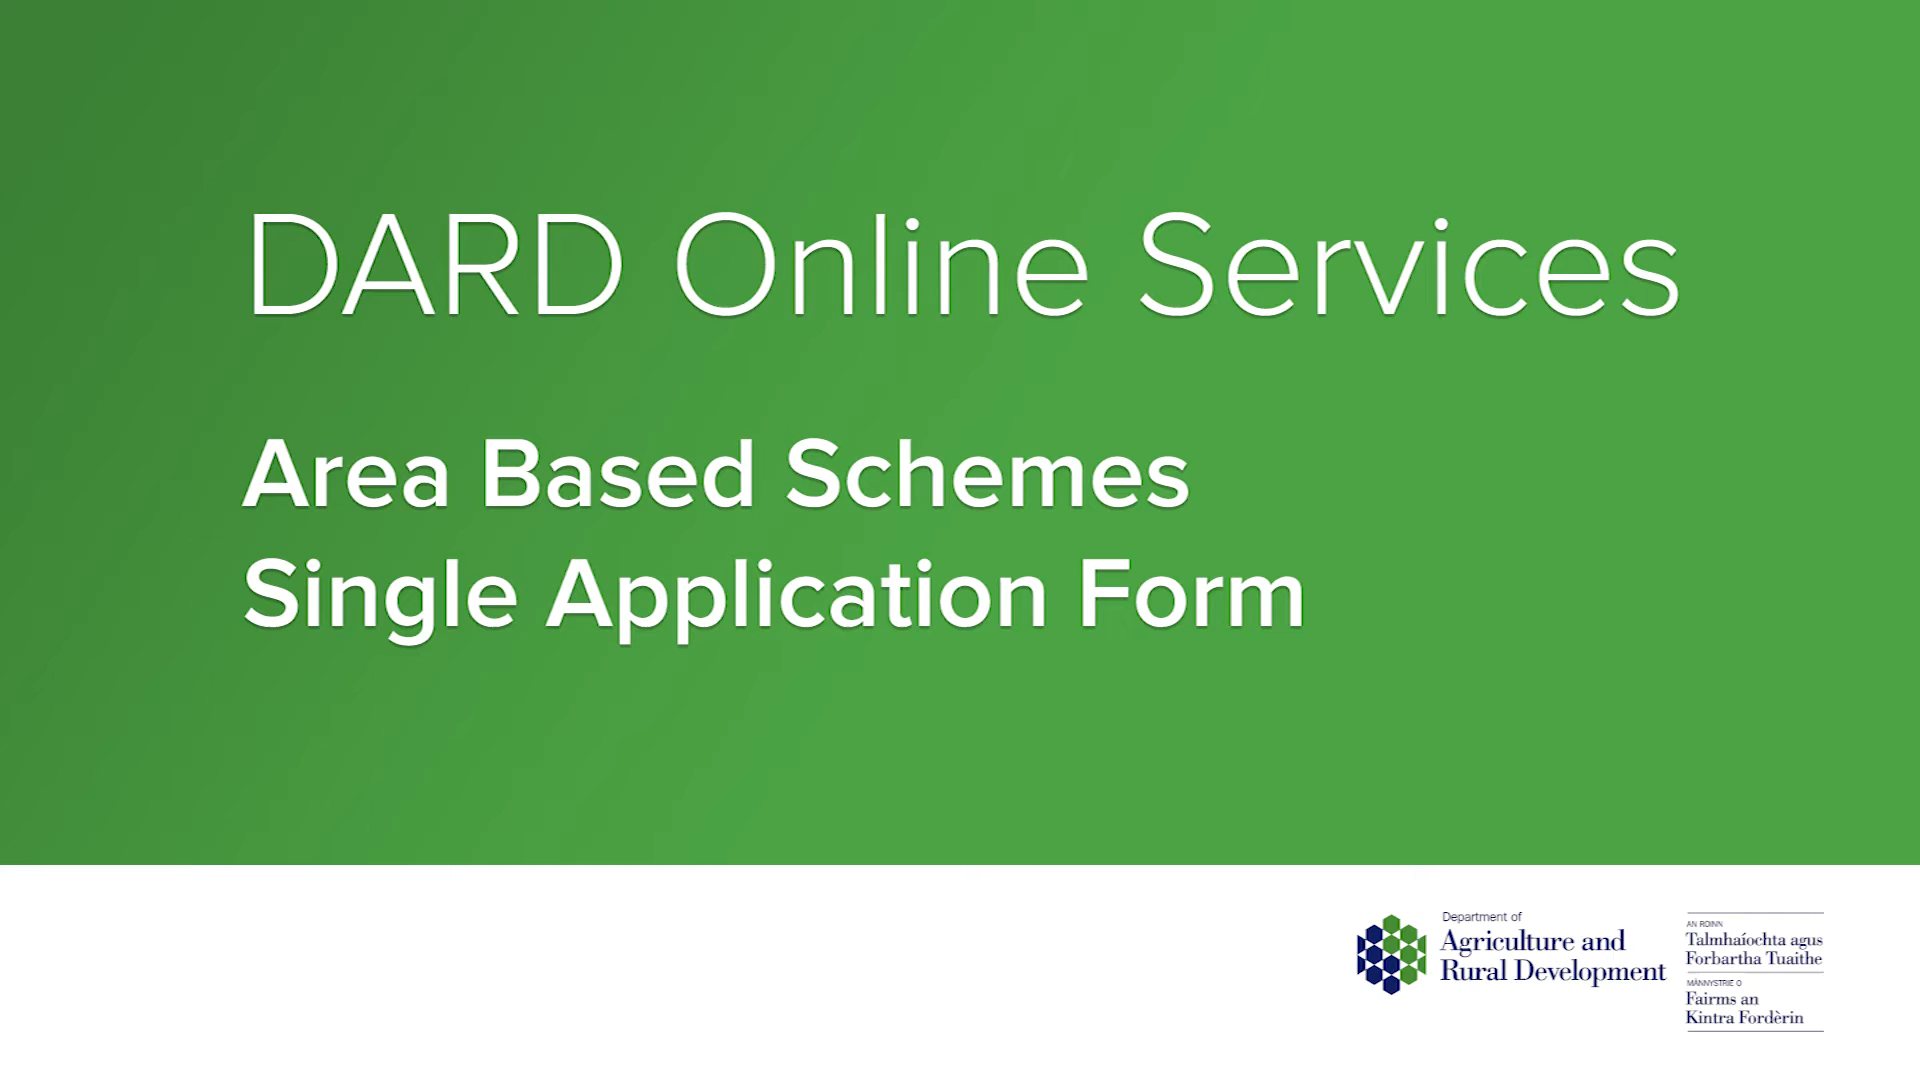 DARD Online Services
Area Based Schemes
Single Application Form
Department of
Agriculture and
Rural Development
AN ROINN
Talmhaíochta agus
Forbartha Tuaithe
MÄNNYSTRIE O
Fairms an
Kintra Fordèrin